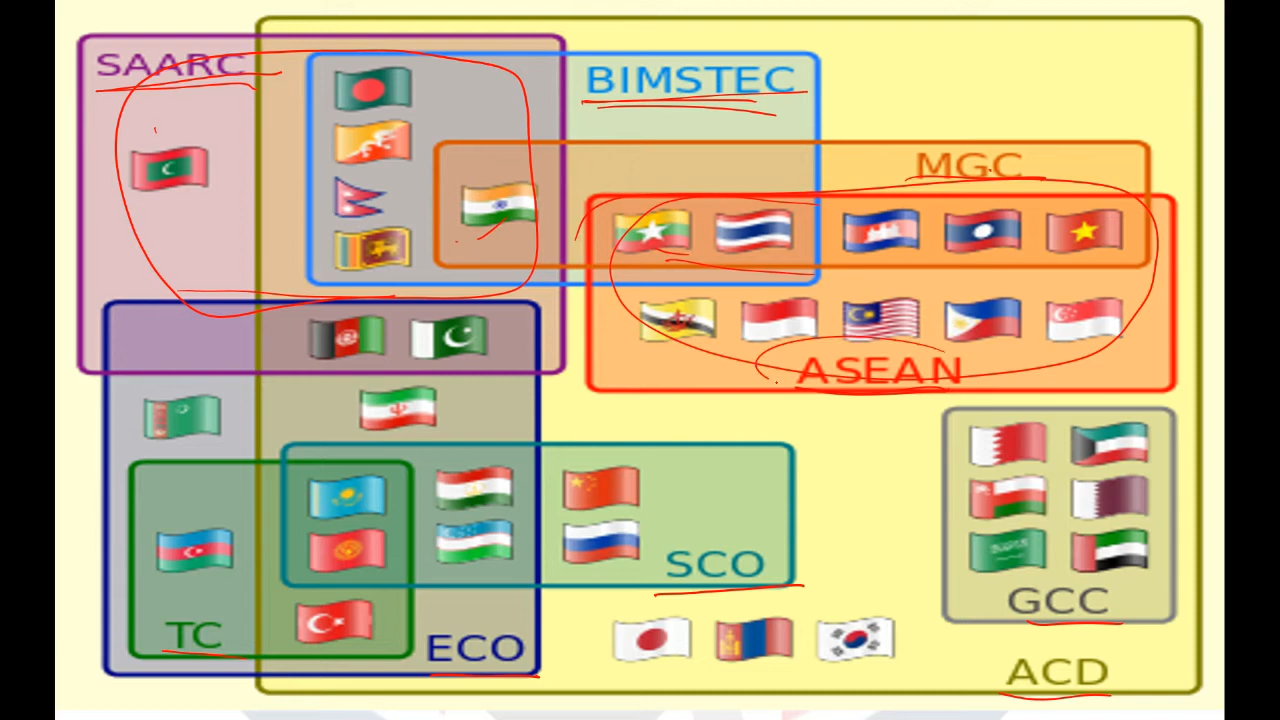 SAARC
BIMSTEC
MGC
ASEAN
SCO
GCC
TC
ECO
ACD